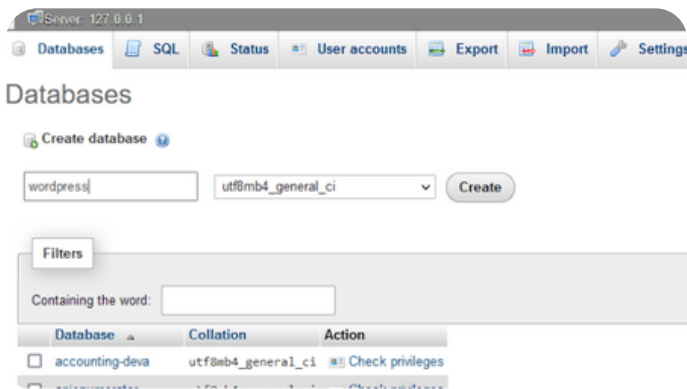 Server: 127.0.0.1
Databases SQL Status User accounts Export Import Settings
Databases
Create database
wordpress utf8mb4_general_ci Create
Filters
Containing the word:
Database Collation Action
accounting-deva utf8mb4_general_ci Check privileges